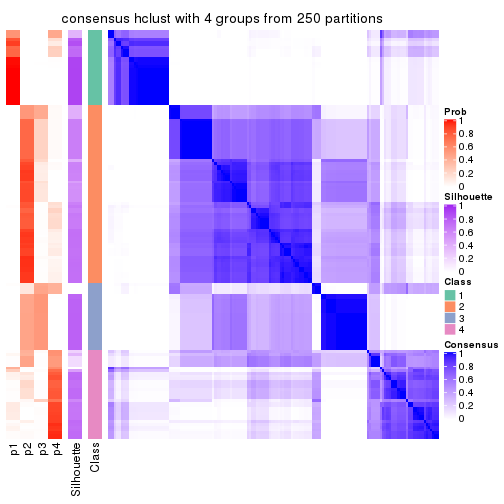 consensus hclust with 4 groups from 250 partitions
Prob
1
0.8
0.6
0.4
0.2
0
Silhouette
1
0.8
0.6
0.4
0.2
0
Class
1
2
3
4
Consensus
1
0.8
0.6
0.4
0.2
0
p1
p2
p3
p4
Silhouette
Class